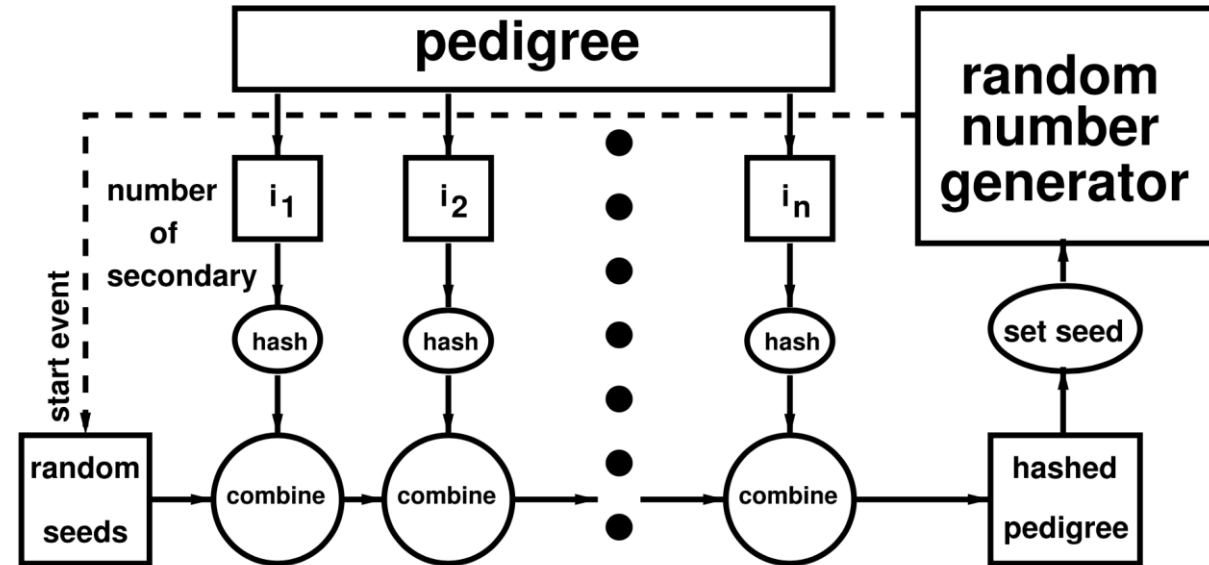 pedigree
random
number
generator
number
of
secondary
i1
i2
in
start event
hash
hash
hash
set seed
random
seeds
combine
combine
combine
hashed
pedigree